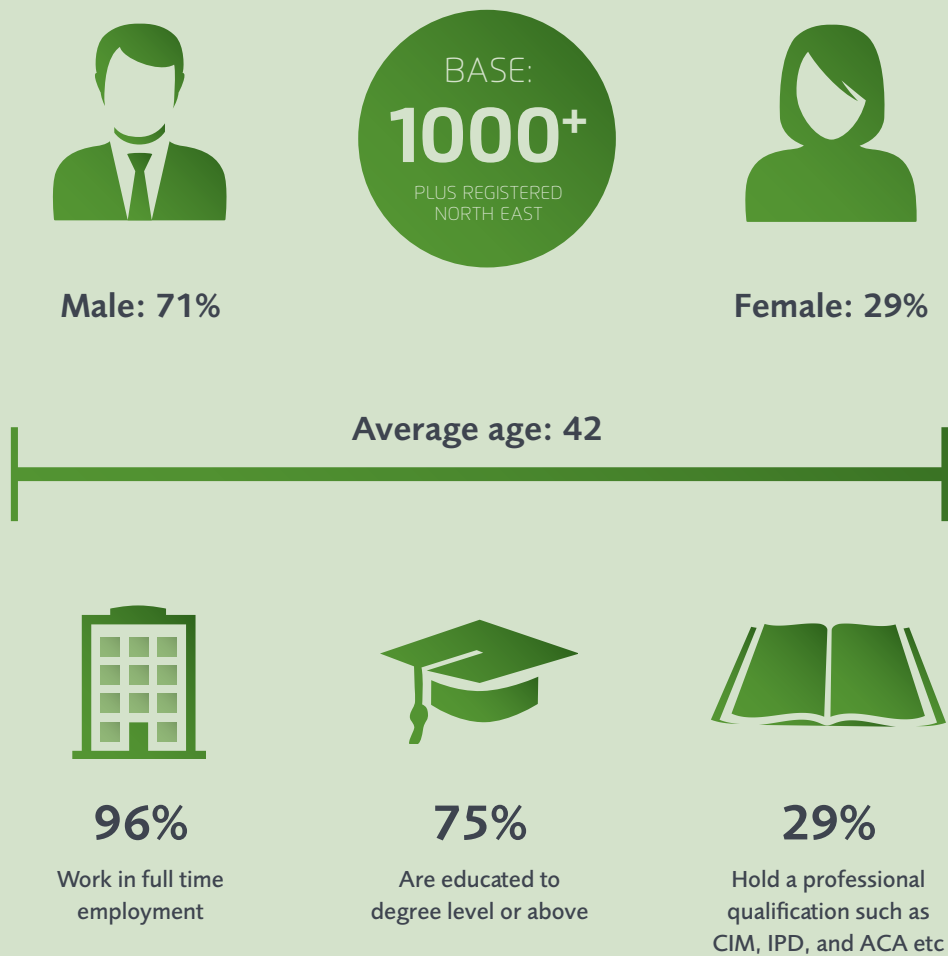 BASE:
1000+
PLUS REGISTERED
NORTH EAST
Male: 71%
Female: 29%
Average age: 42
96%
Work in full time
employment
75%
Are educated to
degree level or above
29%
Hold a professional
qualification such as
CIM, IPD, and ACA etc